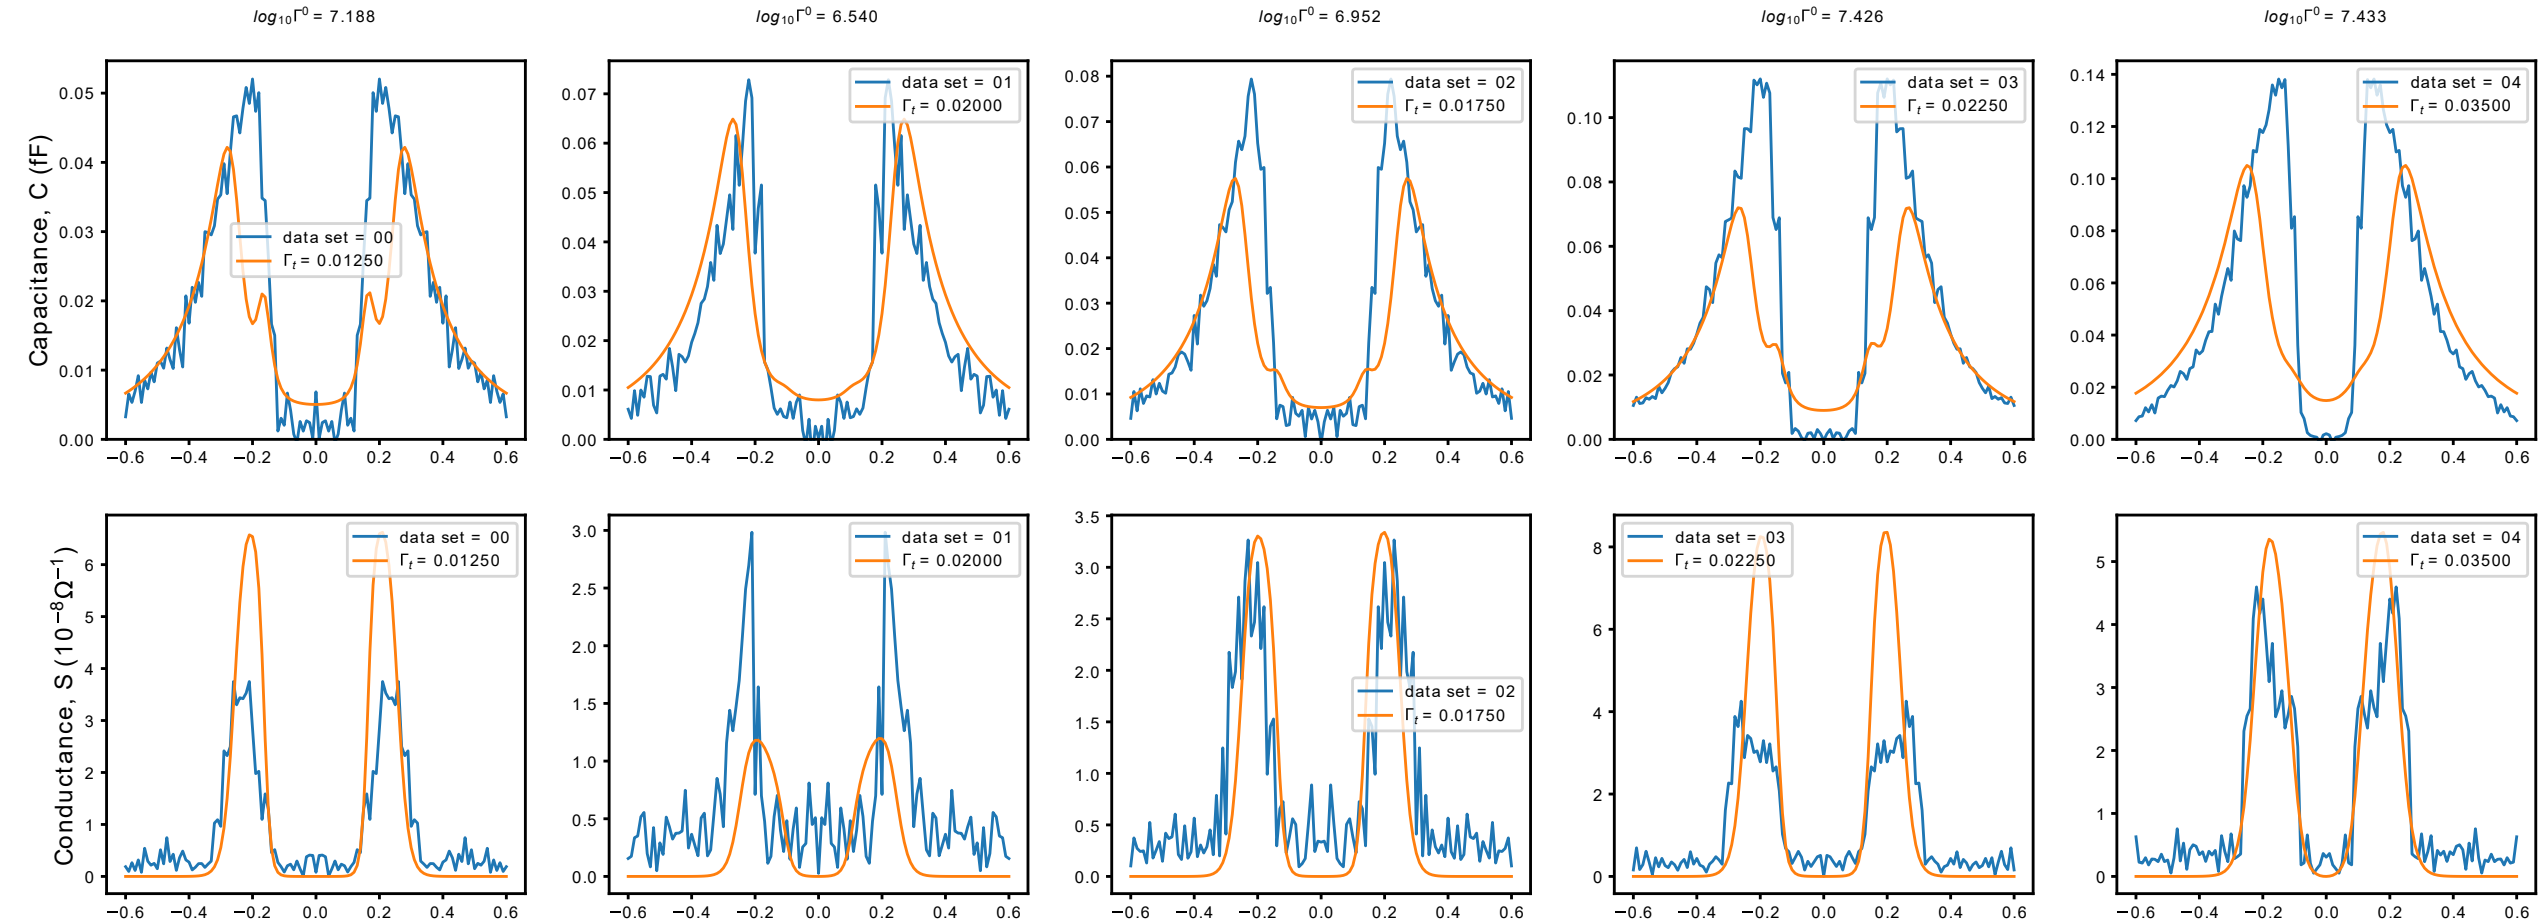 log₁₀Γ⁰ = 7.188
log₁₀Γ⁰ = 6.540
log₁₀Γ⁰ = 6.952
log₁₀Γ⁰ = 7.426
log₁₀Γ⁰ = 7.433
Capacitance, C (fF)
0.05
0.04
0.03
0.02
0.01
0.00
data set = 00
Γt = 0.01250
−0.6 −0.4 −0.2 0.0 0.2 0.4 0.6
0.07
0.06
0.05
0.04
0.03
0.02
0.01
0.00
data set = 01
Γt = 0.02000
−0.6 −0.4 −0.2 0.0 0.2 0.4 0.6
0.08
0.07
0.06
0.05
0.04
0.03
0.02
0.01
0.00
data set = 02
Γt = 0.01750
−0.6 −0.4 −0.2 0.0 0.2 0.4 0.6
0.10
0.08
0.06
0.04
0.02
0.00
data set = 03
Γt = 0.02250
−0.6 −0.4 −0.2 0.0 0.2 0.4 0.6
0.14
0.12
0.10
0.08
0.06
0.04
0.02
0.00
data set = 04
Γt = 0.03500
−0.6 −0.4 −0.2 0.0 0.2 0.4 0.6
Conductance, S (10⁻⁸Ω⁻¹)
6
5
4
3
2
1
0
data set = 00
Γt = 0.01250
−0.6 −0.4 −0.2 0.0 0.2 0.4 0.6
3.0
2.5
2.0
1.5
1.0
0.5
0.0
data set = 01
Γt = 0.02000
−0.6 −0.4 −0.2 0.0 0.2 0.4 0.6
3.5
3.0
2.5
2.0
1.5
1.0
0.5
0.0
data set = 02
Γt = 0.01750
−0.6 −0.4 −0.2 0.0 0.2 0.4 0.6
8
6
4
2
0
data set = 03
Γt = 0.02250
−0.6 −0.4 −0.2 0.0 0.2 0.4 0.6
5
4
3
2
1
0
data set = 04
Γt = 0.03500
−0.6 −0.4 −0.2 0.0 0.2 0.4 0.6